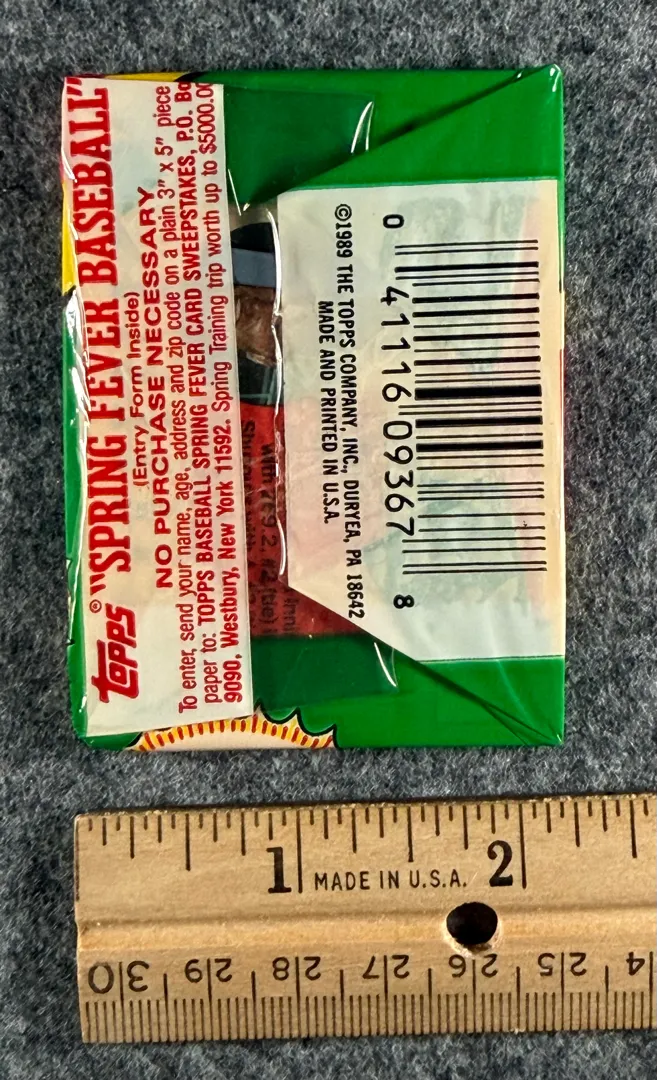 topps® "SPRING FEVER BASEBALL"
(Entry Form Inside)
NO PURCHASE NECESSARY
To enter, send your name, age, address and zip code on a plain 3" x 5" piece
paper to: TOPPS BASEBALL SPRING FEVER CARD SWEEPSTAKES, P.O. Bo
9090, Westbury, New York 11592. Spring Training trip worth up to $5000.00
©1989 THE TOPPS COMPANY, INC., DURYEA, PA 18642
MADE AND PRINTED IN U.S.A.
0 41116 09367 8
1 MADE IN U.S.A. 2
30 29 28 27 26 25 4